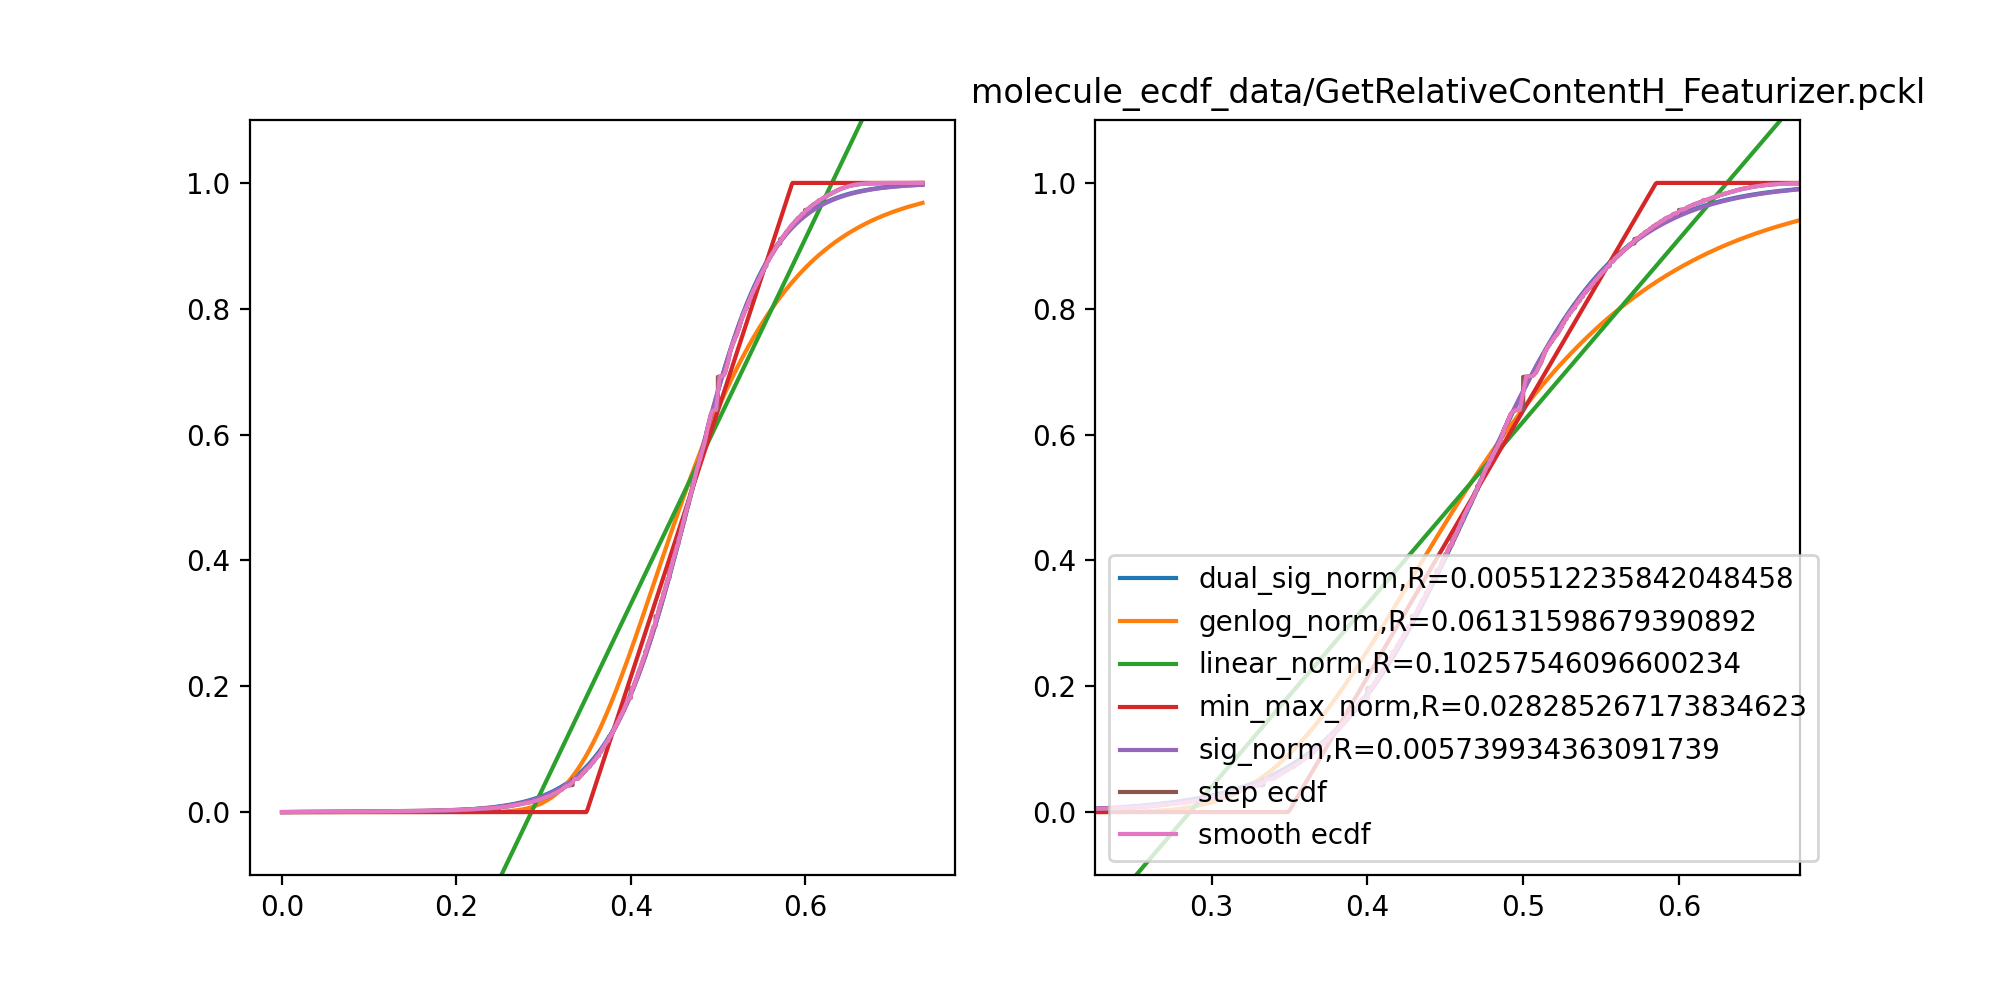 molecule_ecdf_data/GetRelativeContentH_Featurizer.pckl
1.0
0.8
0.6
0.4
0.2
0.0
0.0 0.2 0.4 0.6
1.0
0.8
0.6
0.4
0.2
0.0
0.3 0.4 0.5 0.6
dual_sig_norm,R=0.005512235842048458
genlog_norm,R=0.06131598679390892
linear_norm,R=0.10257546096600234
min_max_norm,R=0.028285267173834623
sig_norm,R=0.005739934363091739
step ecdf
smooth ecdf